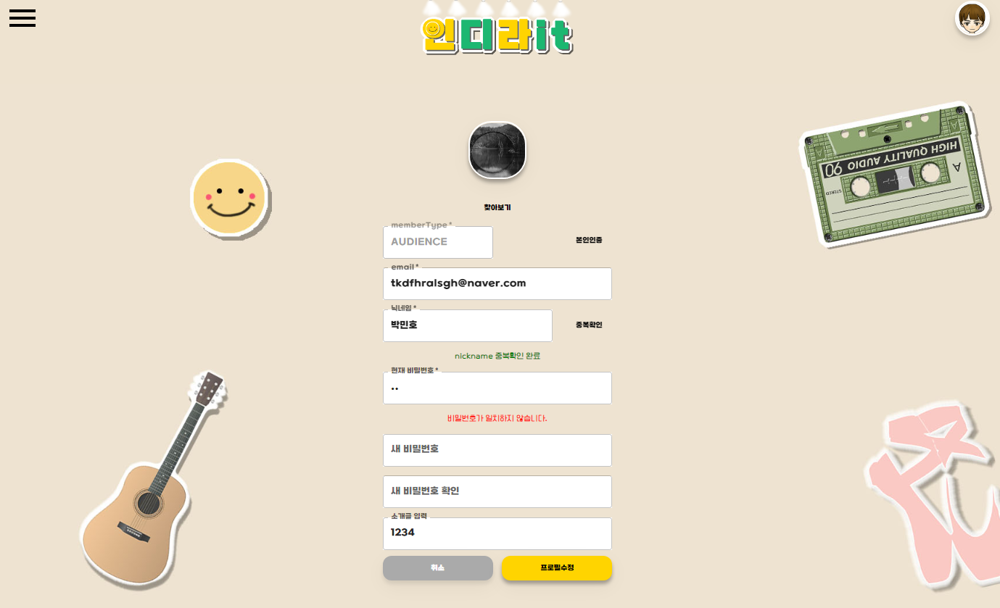 인디라it
HIGH QUALITY AUDIO 90
A
찾아보기
memberType *
AUDIENCE
본인인증
email *
tkdfhralsgh@naver.com
닉네임 *
박민호
중복확인
nickname 중복확인 완료
현재 비밀번호 *
비밀번호가 일치하지 않습니다.
새 비밀번호
새 비밀번호 확인
소개글 입력
1234
취소
프로필수정